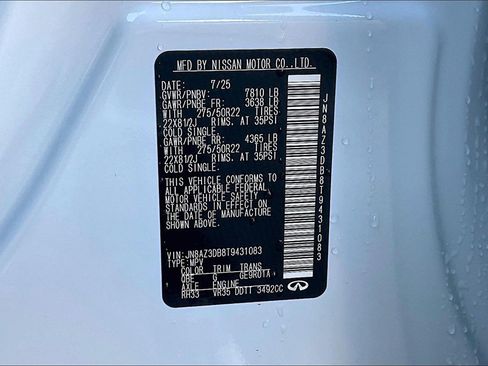 MFD BY NISSAN MOTOR CO.,LTD.
DATE: 7/25
GVWR/PNBV: 7810 LB
GAWR/PNBE FR: 3638 LB
WITH 275/50R22 TIRES
22X81/2J RIMS. AT 35PSI
COLD SINGLE.
GAWR/PNBE RR: 4365 LB
WITH 275/50R22 TIRES
22X81/2J RIMS. AT 35PSI
COLD SINGLE.
THIS VEHICLE CONFORMS TO
ALL APPLICABLE FEDERAL
MOTOR VEHICLE SAFETY
STANDARDS IN EFFECT
ON THE DATE OF
MANUFACTURE SHOWN
ABOVE.
VIN: JN8AZ3DB8T9431083
TYPE: MPV
COLOR TRIM TRANS
QBE G GE9R01A
AXLE ENGINE
RH33 VR35 DDTT 3492CC
JN8AZ3DB8T9431083
INFINITI